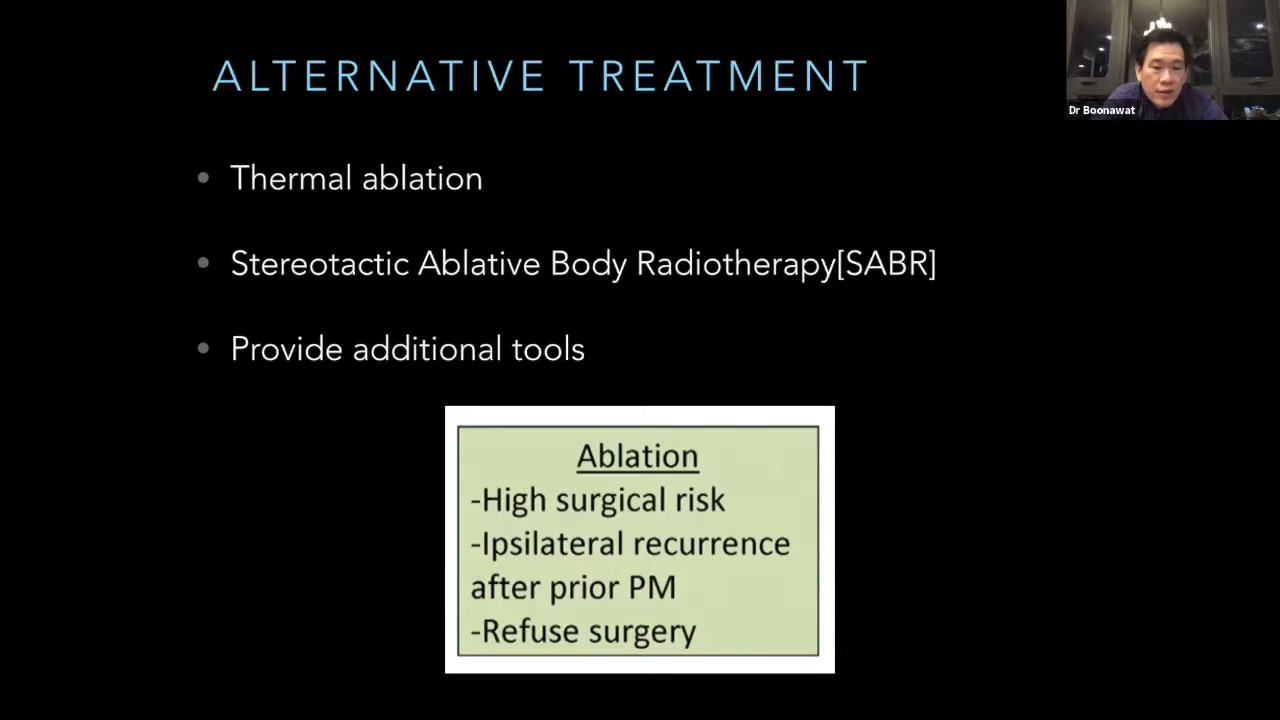 ALTERNATIVE TREATMENT
Dr Boonawat
• Thermal ablation
• Stereotactic Ablative Body Radiotherapy[SABR]
• Provide additional tools
Ablation
-High surgical risk
-Ipsilateral recurrence
after prior PM
-Refuse surgery